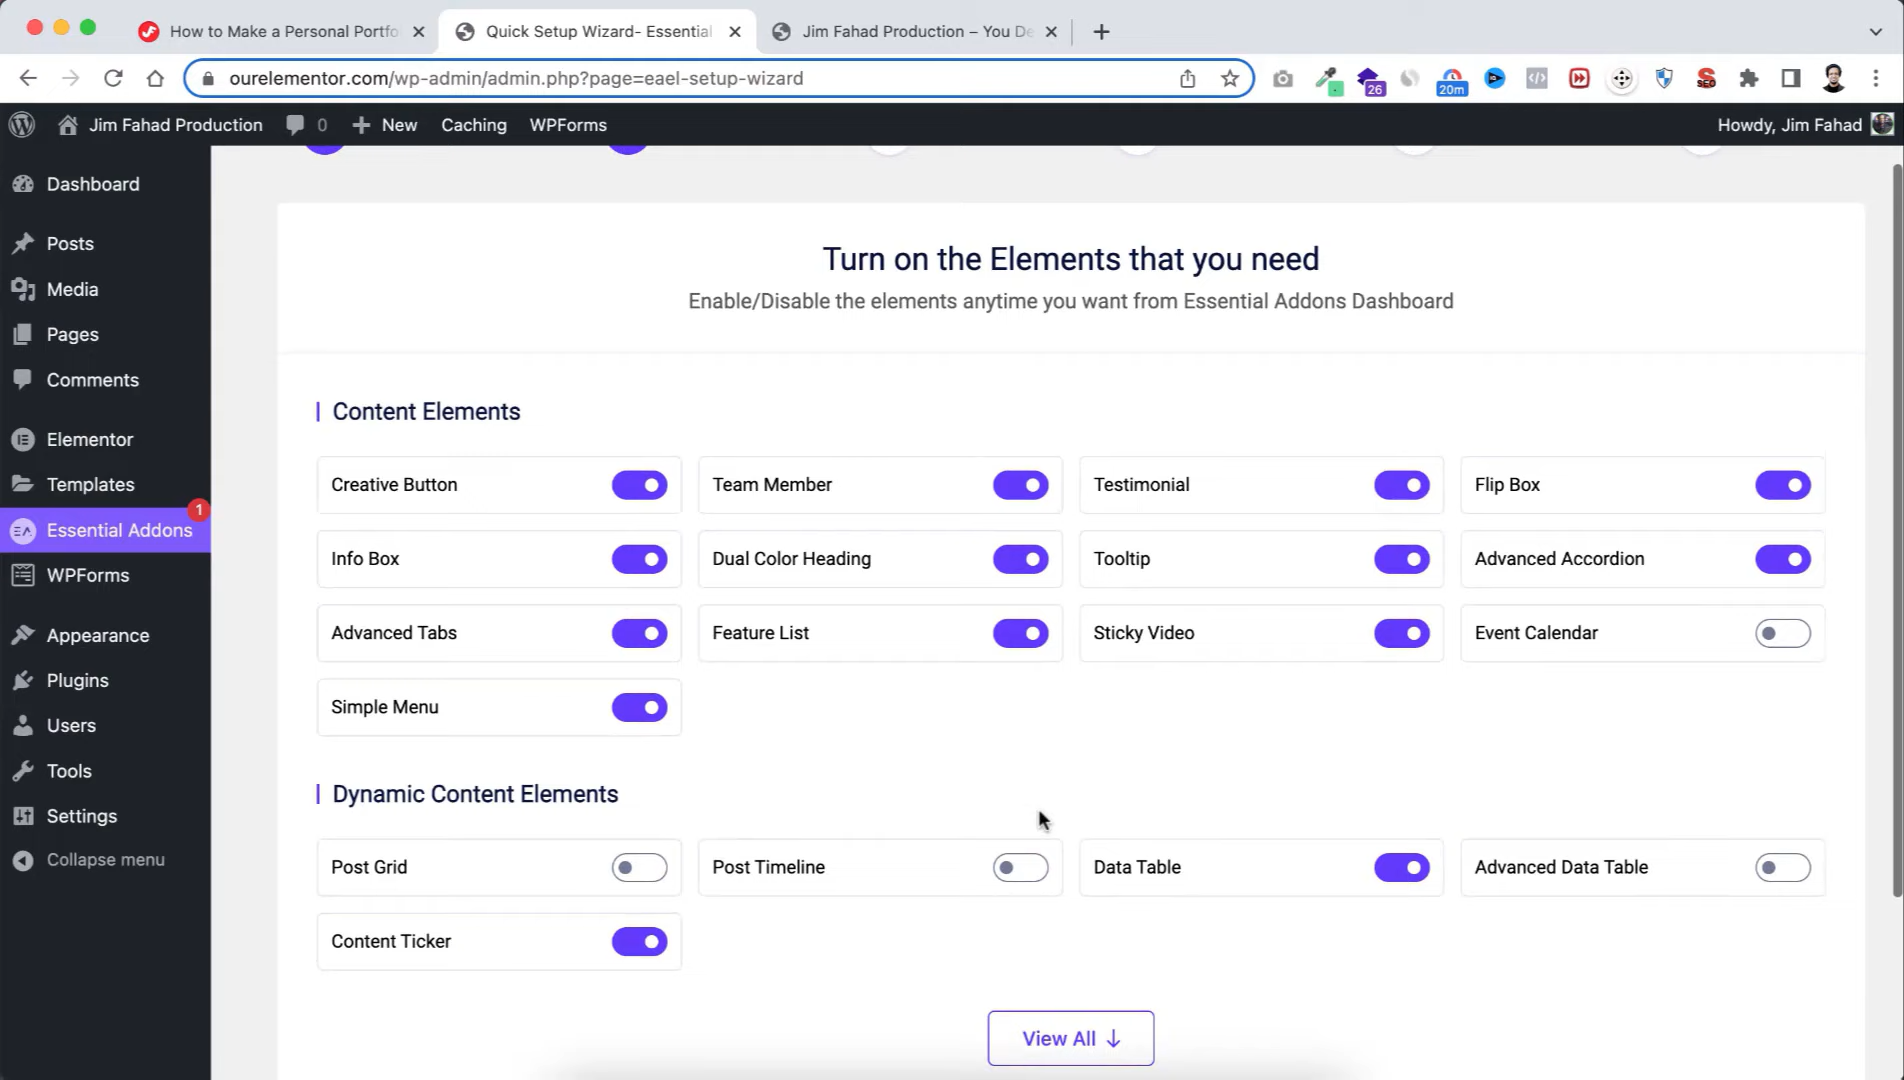 How to Make a Personal Portfo
Quick Setup Wizard- Essential
Jim Fahad Production – You De
ourelementor.com/wp-admin/admin.php?page=eael-setup-wizard
26
20m
SEO
Jim Fahad Production
0
New
Caching
WPForms
Howdy, Jim Fahad
Dashboard
Posts
Media
Pages
Comments
Elementor
Templates
1
EA
Essential Addons
WPForms
Appearance
Plugins
Users
Tools
Settings
Collapse menu
Turn on the Elements that you need
Enable/Disable the elements anytime you want from Essential Addons Dashboard
Content Elements
Creative Button
Team Member
Testimonial
Flip Box
Info Box
Dual Color Heading
Tooltip
Advanced Accordion
Advanced Tabs
Feature List
Sticky Video
Event Calendar
Simple Menu
Dynamic Content Elements
Post Grid
Post Timeline
Data Table
Advanced Data Table
Content Ticker
View All ↓